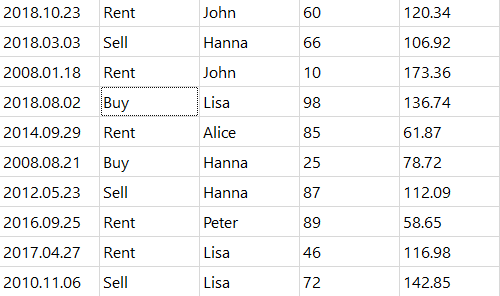 2018.10.23 Rent John 60 120.34
2018.03.03 Sell Hanna 66 106.92
2008.01.18 Rent John 10 173.36
2018.08.02 Buy Lisa 98 136.74
2014.09.29 Rent Alice 85 61.87
2008.08.21 Buy Hanna 25 78.72
2012.05.23 Sell Hanna 87 112.09
2016.09.25 Rent Peter 89 58.65
2017.04.27 Rent Lisa 46 116.98
2010.11.06 Sell Lisa 72 142.85